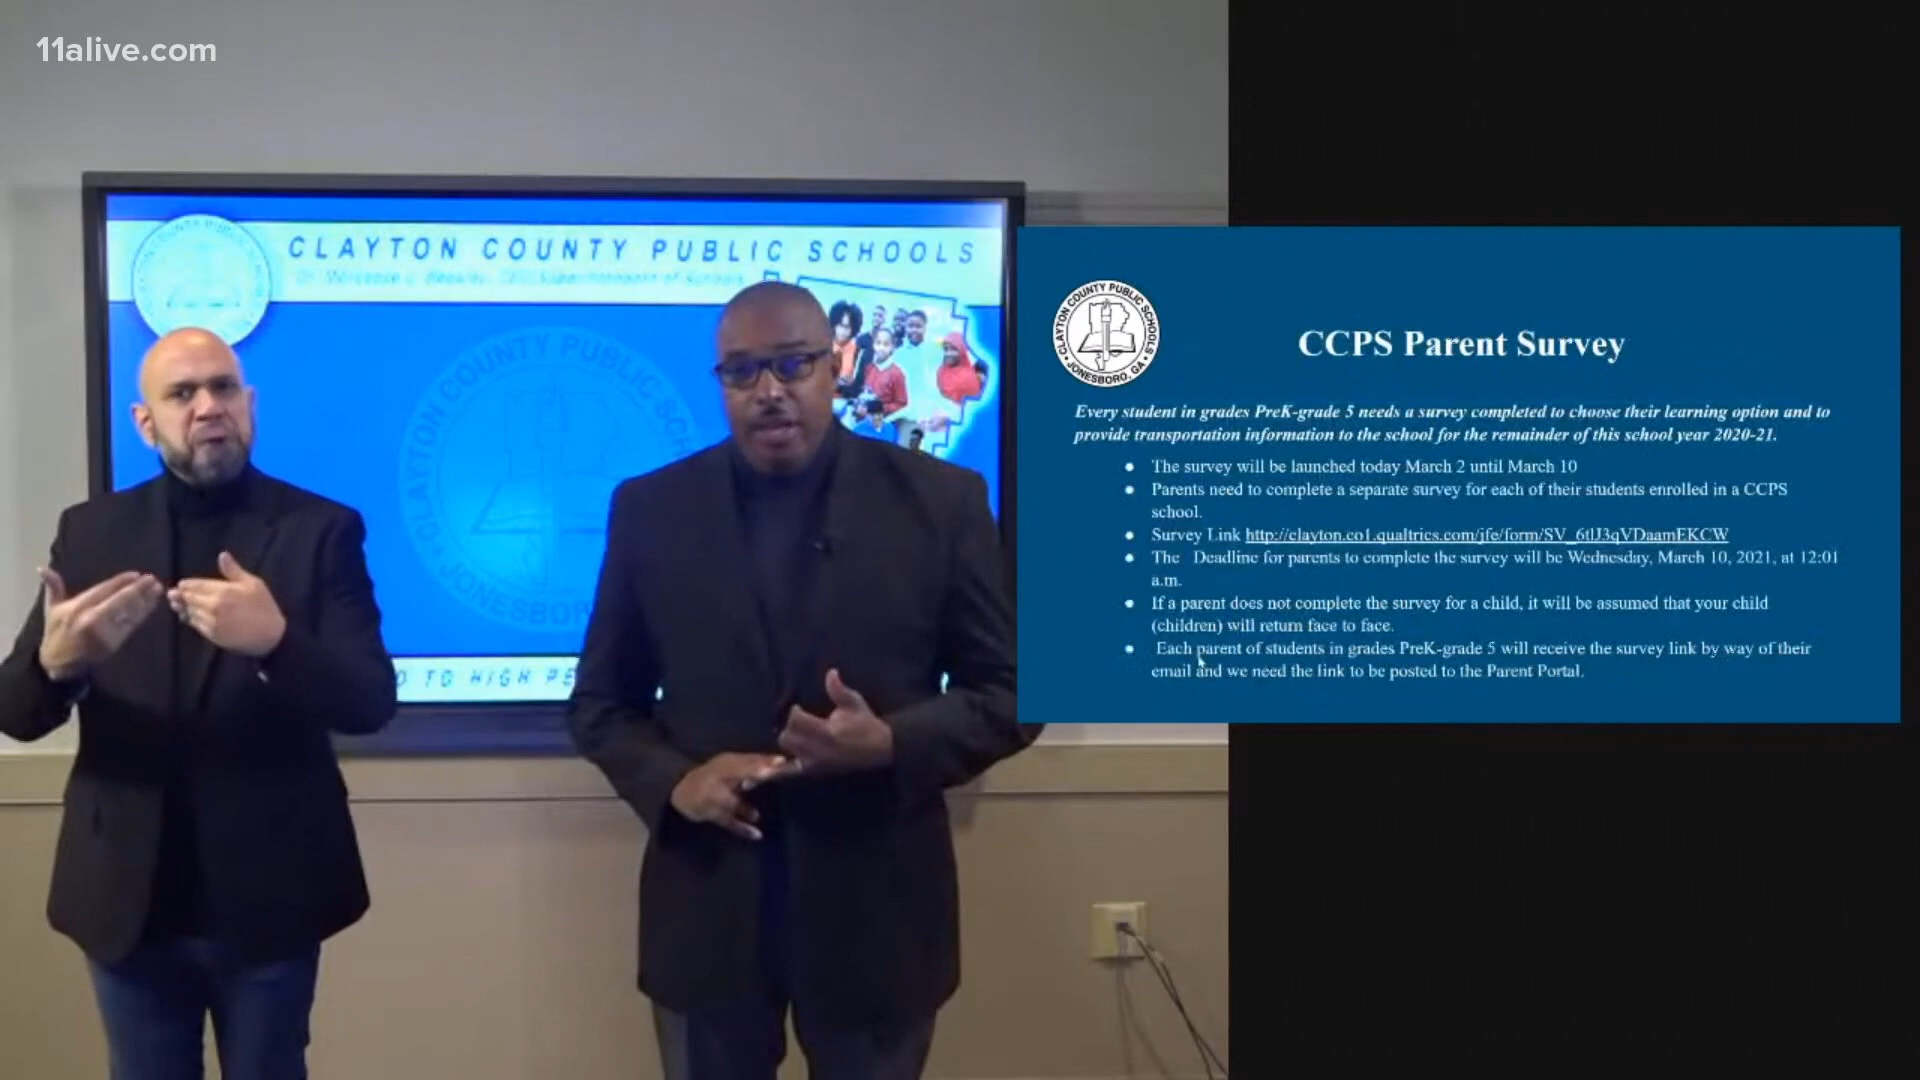 11alive.com
CLAYTON COUNTY PUBLIC SCHOOLS
CEO/Superintendent of Schools
CLAYTON COUNTY PUBLIC
JONESBORO
TO HIGH PE
CLAYTON COUNTY PUBLIC SCHOOLS
JONESBORO, GA
CCPS Parent Survey
Every student in grades PreK-grade 5 needs a survey completed to choose their learning option and to
provide transportation information to the school for the remainder of this school year 2020-21.
● The survey will be launched today March 2 until March 10
● Parents need to complete a separate survey for each of their students enrolled in a CCPS
school.
● Survey Link http://clayton.co1.qualtrics.com/jfe/form/SV_6tlJ3qVDaamEKCW
● The Deadline for parents to complete the survey will be Wednesday, March 10, 2021, at 12:01
a.m.
● If a parent does not complete the survey for a child, it will be assumed that your child
(children) will return face to face.
● Each parent of students in grades PreK-grade 5 will receive the survey link by way of their
email and we need the link to be posted to the Parent Portal.